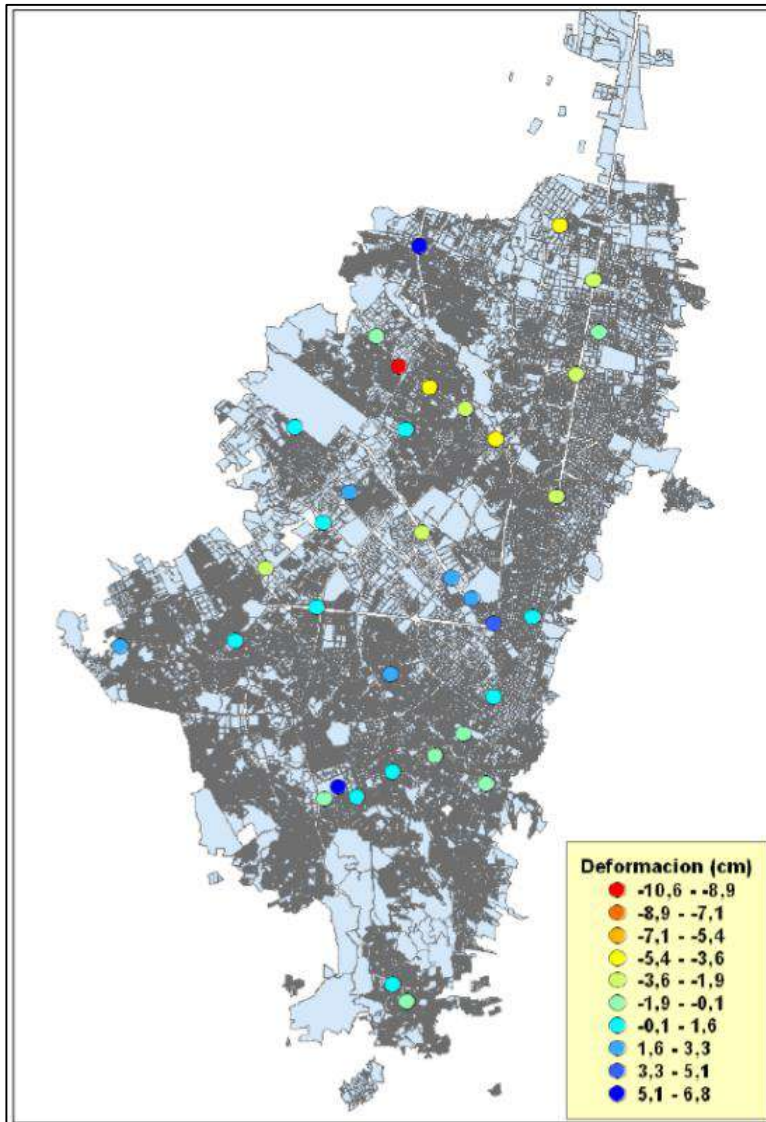 Deformacion (cm)
-10,6 - -8,9
-8,9 - -7,1
-7,1 - -5,4
-5,4 - -3,6
-3,6 - -1,9
-1,9 - -0,1
-0,1 - 1,6
1,6 - 3,3
3,3 - 5,1
5,1 - 6,8